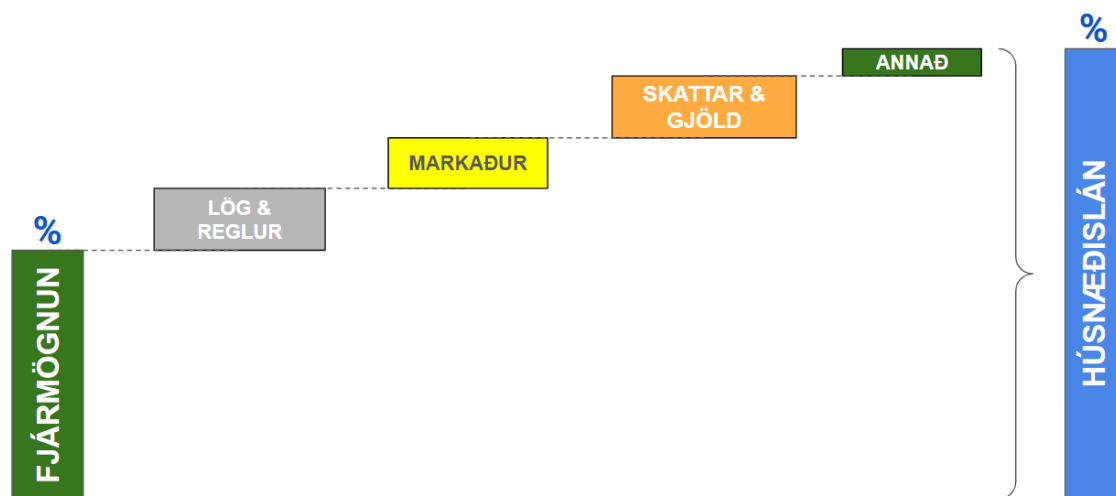 %
FJÁRMÖGNUN
LÖG &
REGLUR
MARKAÐUR
SKATTAR &
GJÖLD
ANNAÐ
%
HÚSNÆÐISLÁN